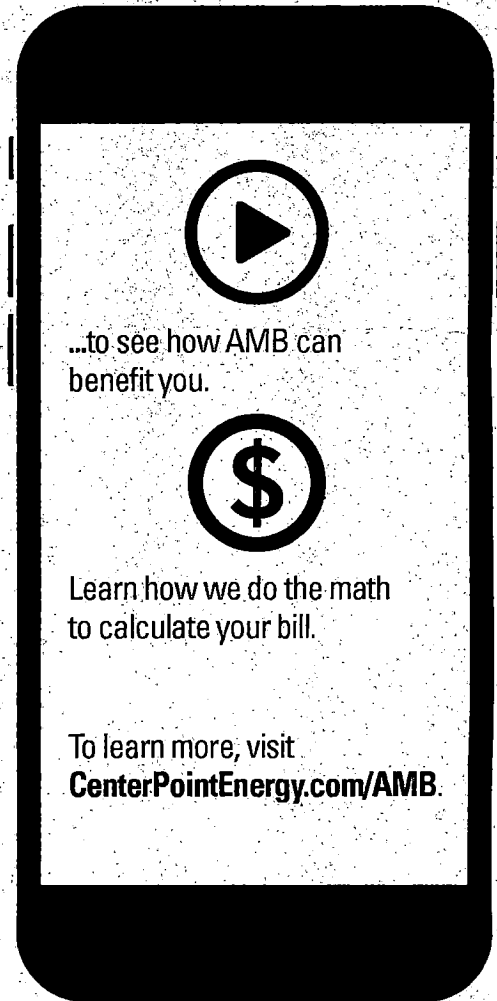 ...to see how AMB can
benefit you.
$
Learn how we do the math
to calculate your bill.
To learn more, visit
CenterPointEnergy.com/AMB.